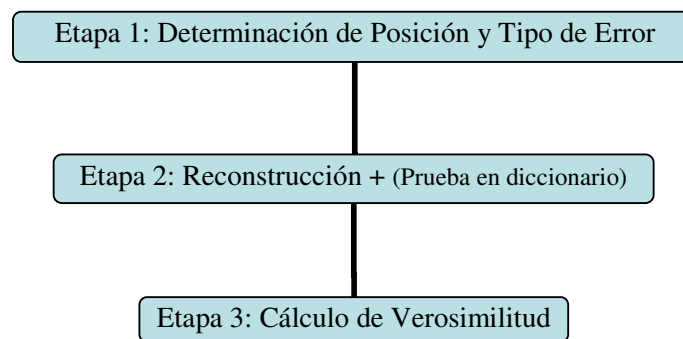 Etapa 1: Determinación de Posición y Tipo de Error
Etapa 2: Reconstrucción + (Prueba en diccionario)
Etapa 3: Cálculo de Verosimilitud